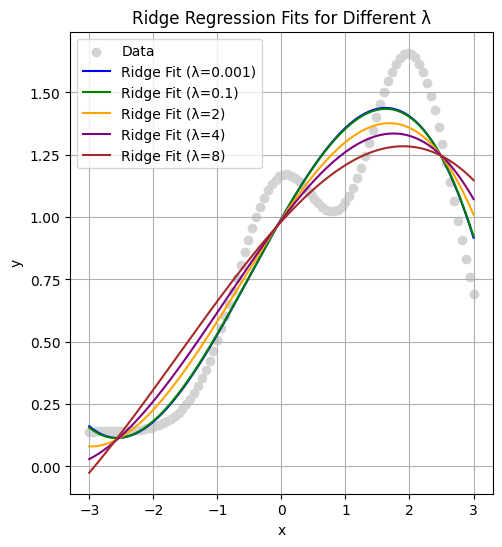 Ridge Regression Fits for Different λ
Data
Ridge Fit (λ=0.001)
Ridge Fit (λ=0.1)
Ridge Fit (λ=2)
Ridge Fit (λ=4)
Ridge Fit (λ=8)
1.50
1.25
1.00
0.75
0.50
0.25
0.00
y
−3 −2 −1 0 1 2 3
x